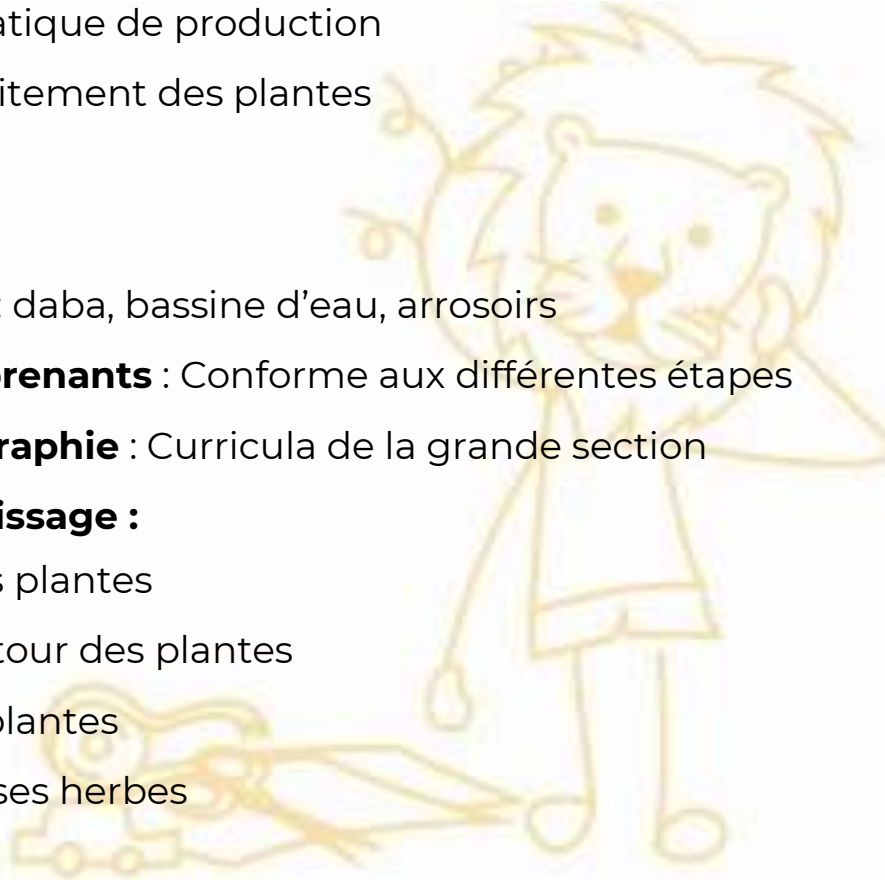 atique de production
itement des plantes
: daba, bassine d’eau, arrosoirs
renants : Conforme aux différentes étapes
raphie : Curricula de la grande section
issage :
s plantes
tour des plantes
plantes
ses herbes